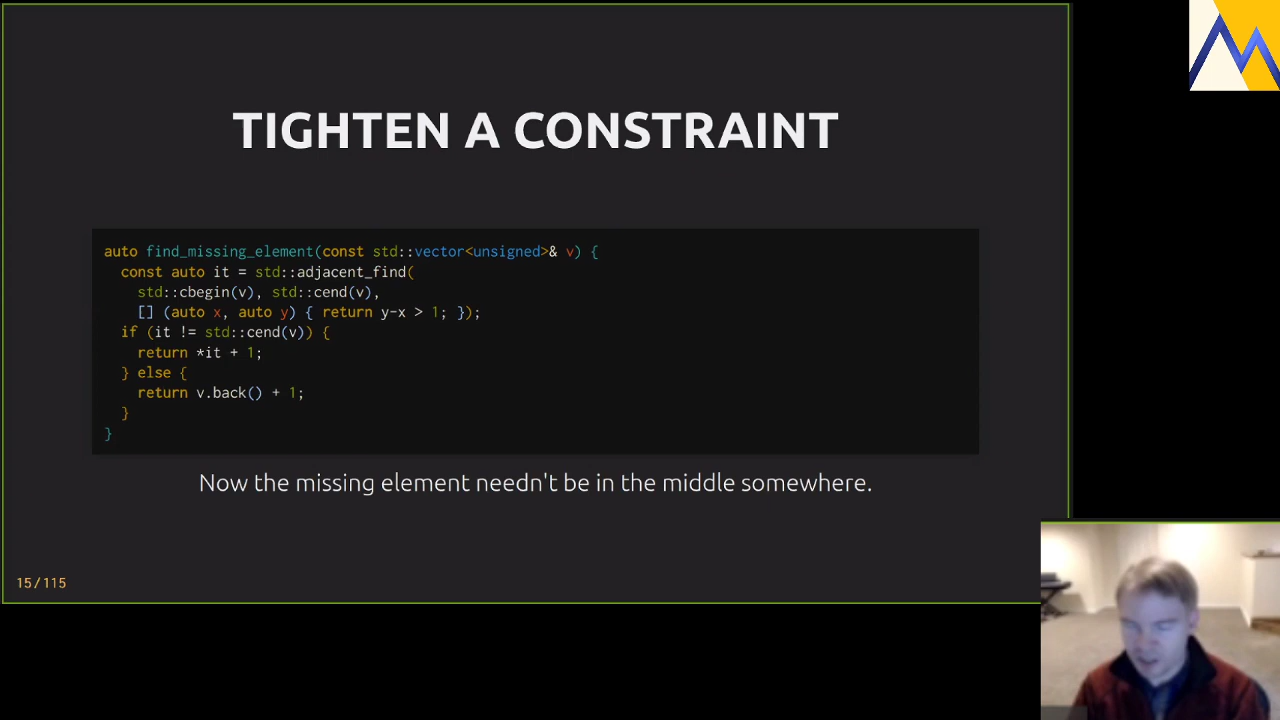 TIGHTEN A CONSTRAINT
auto find_missing_element(const std::vector<unsigned>& v) {
  const auto it = std::adjacent_find(
    std::cbegin(v), std::cend(v),
    [] (auto x, auto y) { return y-x > 1; });
  if (it != std::cend(v)) {
    return *it + 1;
  } else {
    return v.back() + 1;
  }
}
Now the missing element needn't be in the middle somewhere.
15/115